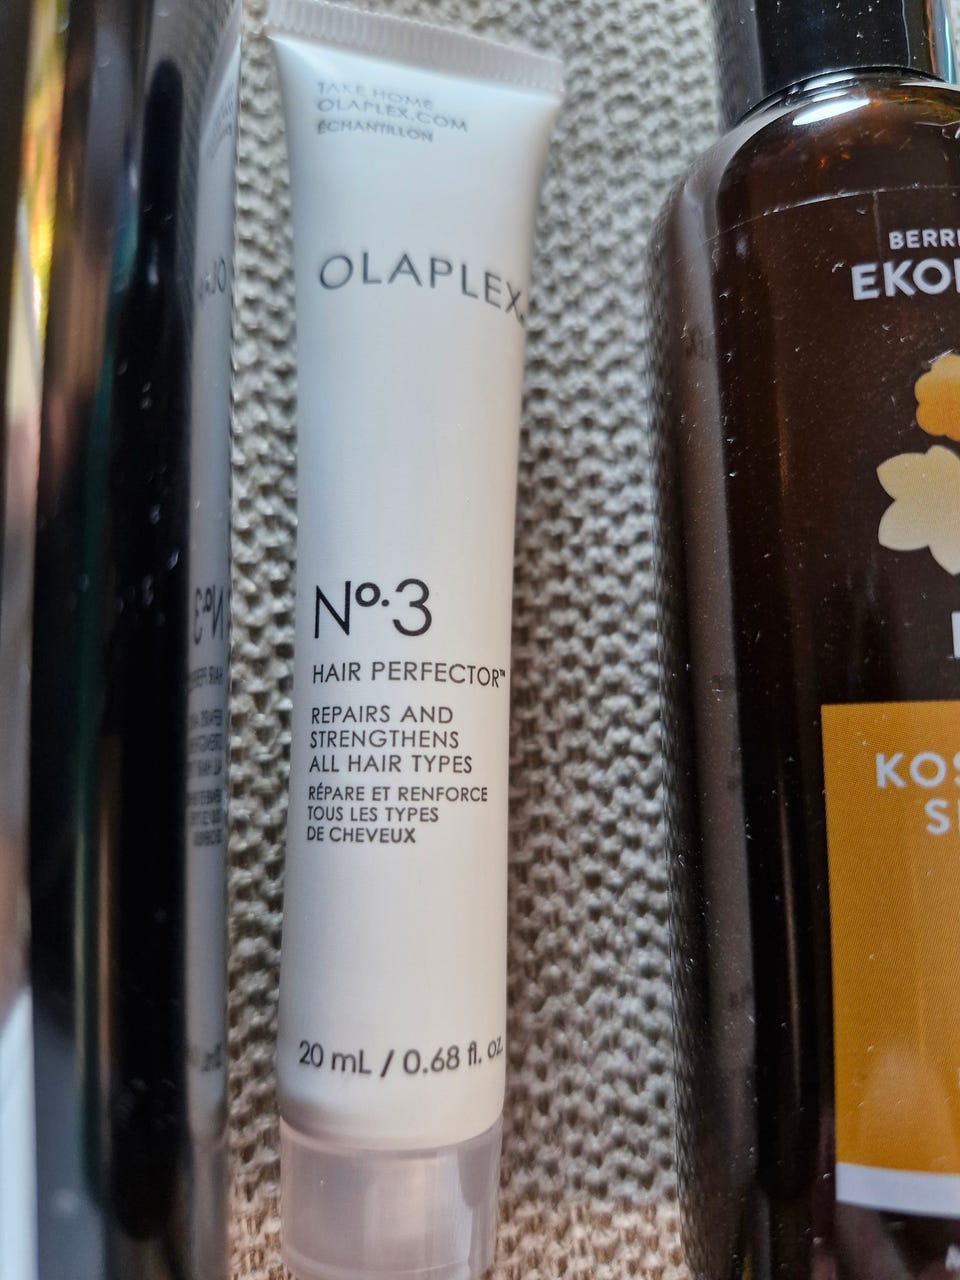 TAKE HOME
OLAPLEX.COM
ÉCHANTILLON
OLAPLEX
Nº.3
HAIR PERFECTOR™
REPAIRS AND
STRENGTHENS
ALL HAIR TYPES
RÉPARE ET RENFORCE
TOUS LES TYPES
DE CHEVEUX
20 mL / 0.68 fl. oz.